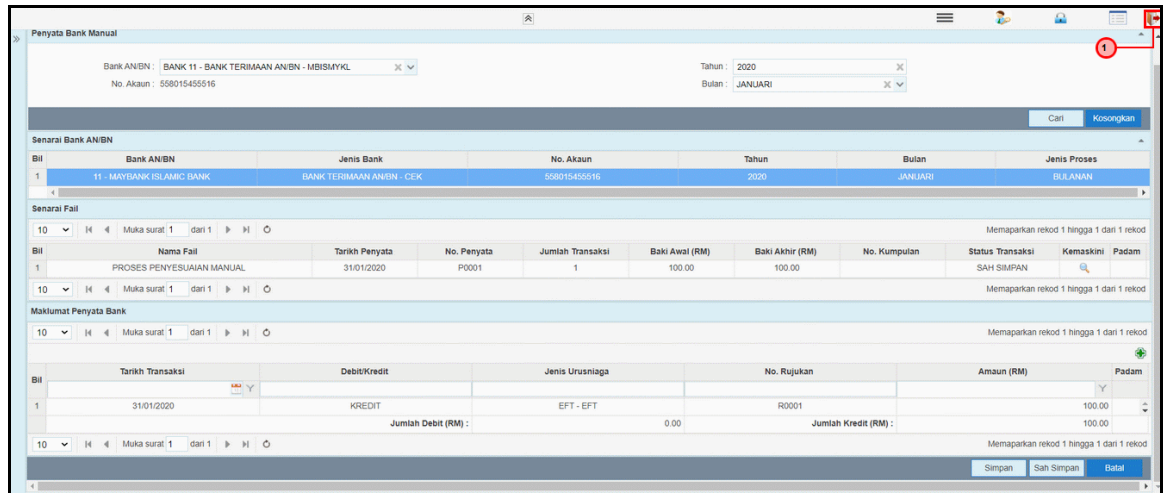 1
Penyata Bank Manual
Bank AN/BN : BANK 11 - BANK TERIMAAN AN/BN - MBISMYKL Tahun : 2020
No. Akaun : 558015455516 Bulan : JANUARI
Cari Kosongkan
Senarai Bank AN/BN
Bil Bank AN/BN Jenis Bank No. Akaun Tahun Bulan Jenis Proses
1 11 - MAYBANK ISLAMIC BANK BANK TERIMAAN AN/BN - CEK 558015455516 2020 JANUARI BULANAN
Senarai Fail
10 Muka surat 1 dari 1 Memaparkan rekod 1 hingga 1 dari 1 rekod
Bil Nama Fail Tarikh Penyata No. Penyata Jumlah Transaksi Baki Awal (RM) Baki Akhir (RM) No. Kumpulan Status Transaksi Kemaskini Padam
1 PROSES PENYESUAIAN MANUAL 31/01/2020 P0001 1 100.00 100.00 SAH SIMPAN
10 Muka surat 1 dari 1 Memaparkan rekod 1 hingga 1 dari 1 rekod
Maklumat Penyata Bank
10 Muka surat 1 dari 1 Memaparkan rekod 1 hingga 1 dari 1 rekod
Bil Tarikh Transaksi Debit/Kredit Jenis Urusniaga No. Rujukan Amaun (RM) Padam
1 31/01/2020 KREDIT EFT - EFT R0001 100.00
Jumlah Debit (RM) : 0.00 Jumlah Kredit (RM) : 100.00
10 Muka surat 1 dari 1 Memaparkan rekod 1 hingga 1 dari 1 rekod
Simpan Sah Simpan Batal